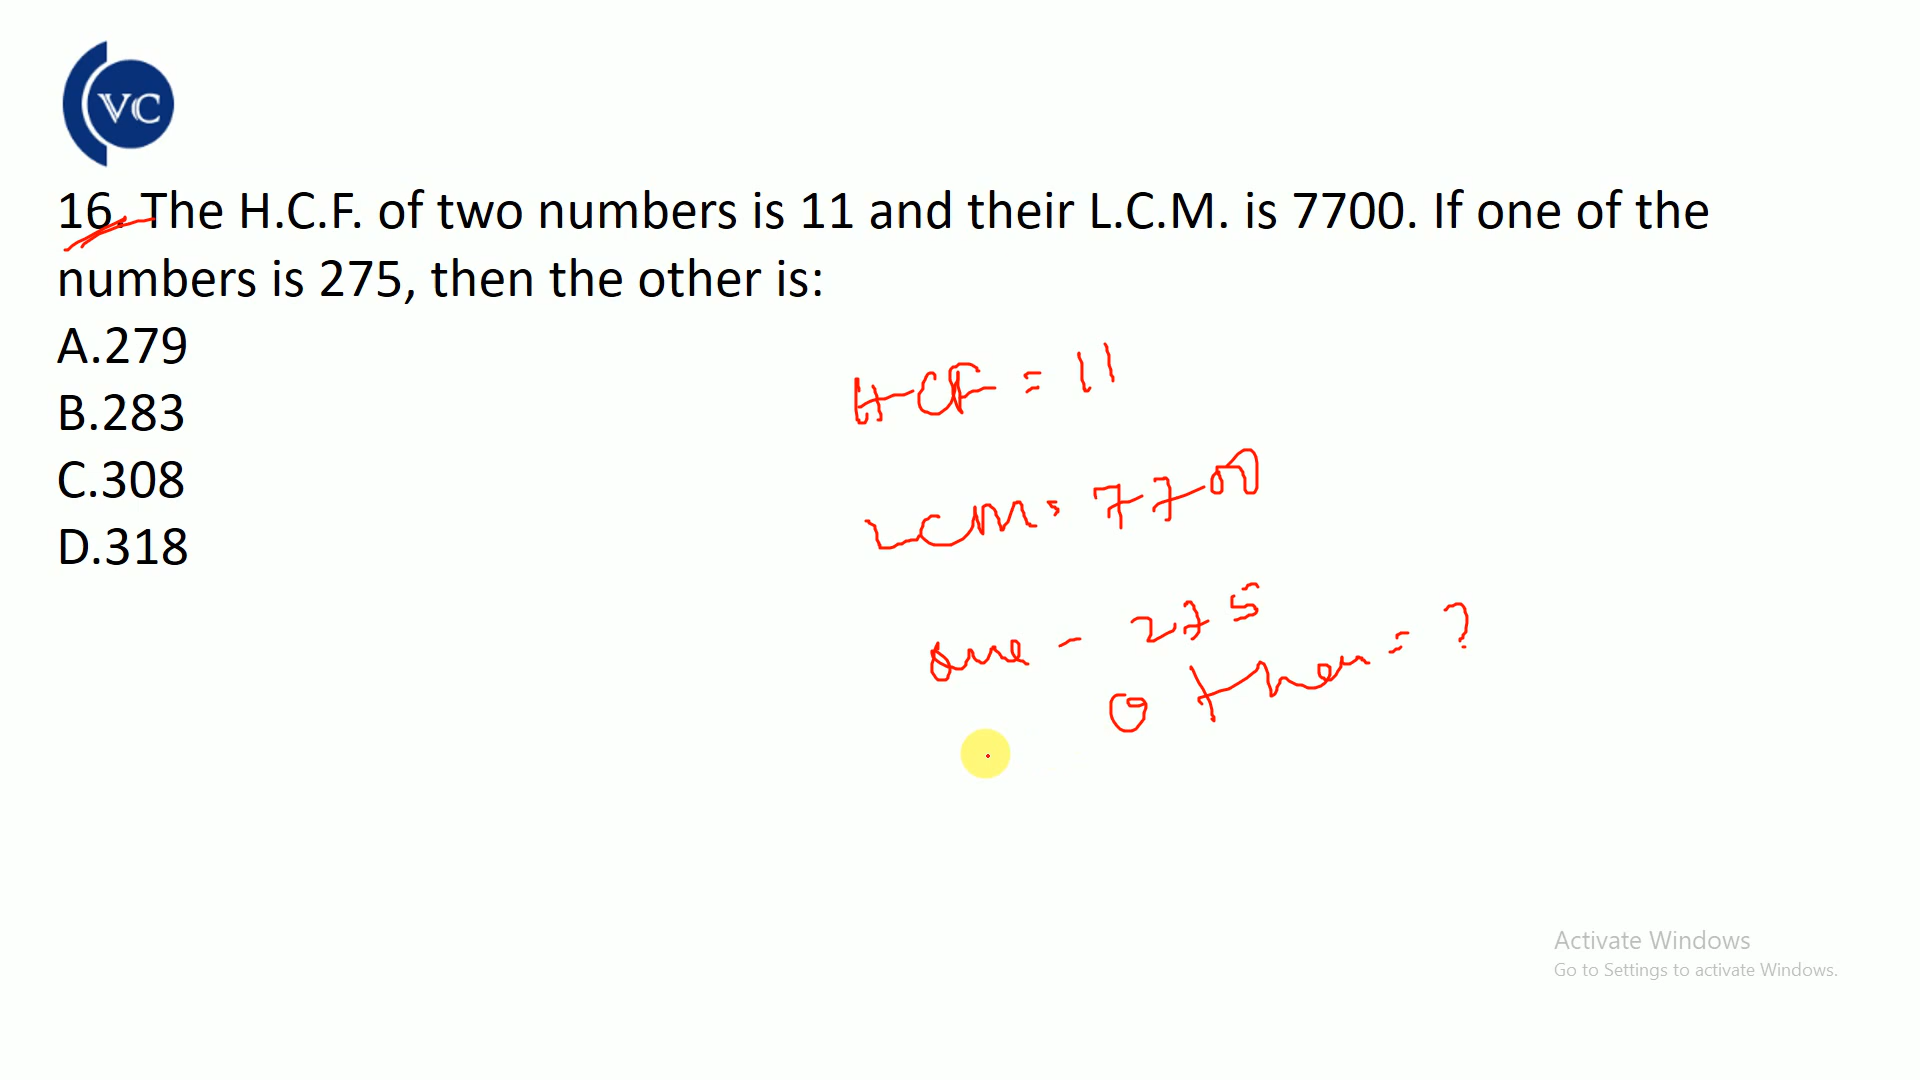 VC
16. The H.C.F. of two numbers is 11 and their L.C.M. is 7700. If one of the
numbers is 275, then the other is:
A.279
B.283
C.308
D.318
HCF = 11
LCM = 7700
one - 275
other = ?
Activate Windows
Go to Settings to activate Windows.